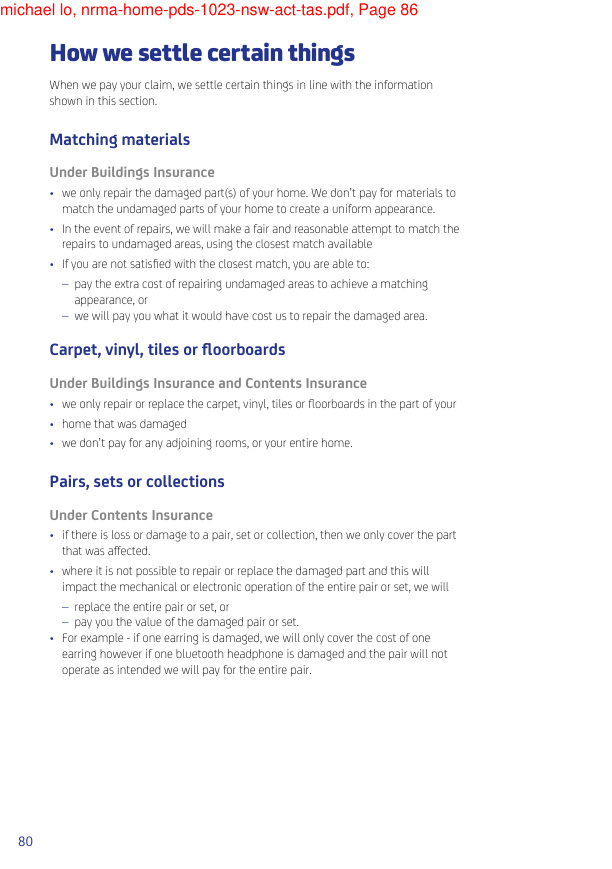 michael lo, nrma-home-pds-1023-nsw-act-tas.pdf, Page 86
How we settle certain things
When we pay your claim, we settle certain things in line with the information
shown in this section.
Matching materials
Under Buildings Insurance
• we only repair the damaged part(s) of your home. We don't pay for materials to
match the undamaged parts of your home to create a uniform appearance.
• In the event of repairs, we will make a fair and reasonable attempt to match the
repairs to undamaged areas, using the closest match available
• If you are not satisfied with the closest match, you are able to:
– pay the extra cost of repairing undamaged areas to achieve a matching
appearance, or
– we will pay you what it would have cost us to repair the damaged area.
Carpet, vinyl, tiles or floorboards
Under Buildings Insurance and Contents Insurance
• we only repair or replace the carpet, vinyl, tiles or floorboards in the part of your
• home that was damaged
• we don't pay for any adjoining rooms, or your entire home.
Pairs, sets or collections
Under Contents Insurance
• if there is loss or damage to a pair, set or collection, then we only cover the part
that was affected.
• where it is not possible to repair or replace the damaged part and this will
impact the mechanical or electronic operation of the entire pair or set, we will
– replace the entire pair or set, or
– pay you the value of the damaged pair or set.
• For example - if one earring is damaged, we will only cover the cost of one
earring however if one bluetooth headphone is damaged and the pair will not
operate as intended we will pay for the entire pair.
80